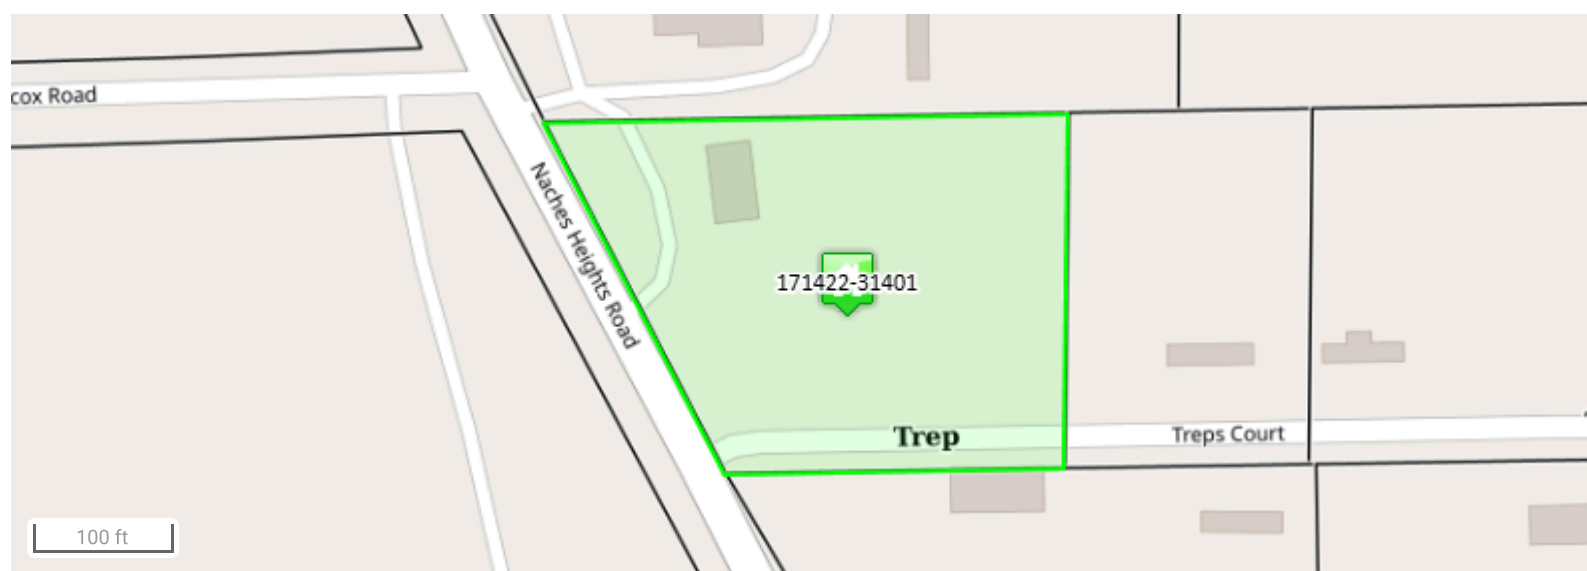 cox Road
Naches Heights Road
171422-31401
Trep
Treps Court
100 ft